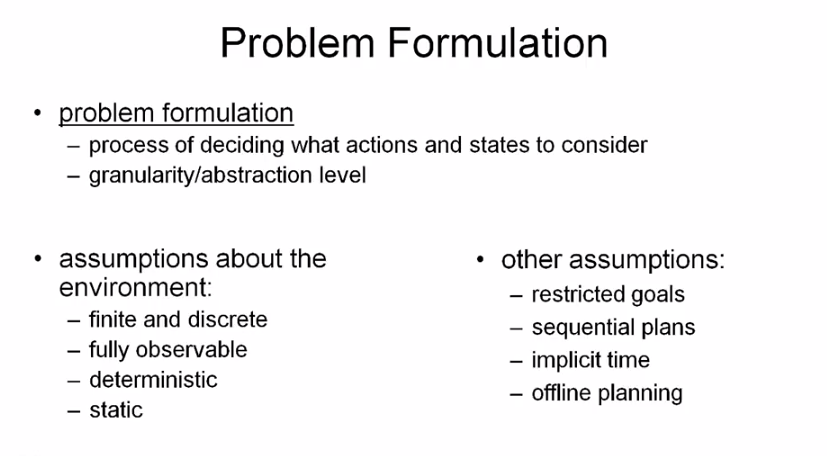 Problem Formulation
• problem formulation
– process of deciding what actions and states to consider
– granularity/abstraction level
• assumptions about the
environment:
– finite and discrete
– fully observable
– deterministic
– static
• other assumptions:
– restricted goals
– sequential plans
– implicit time
– offline planning